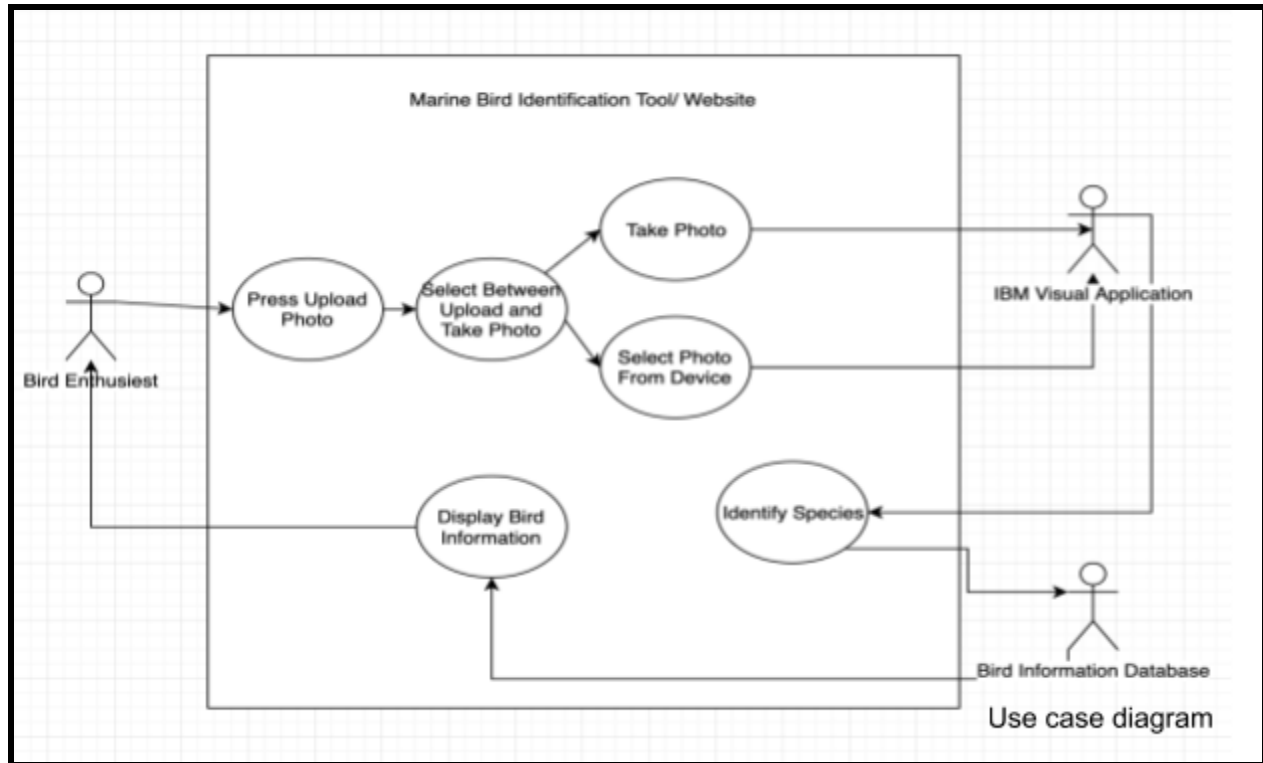 Marine Bird Identification Tool/ Website
Take Photo
Press Upload
Photo
Select Between
Upload and
Take Photo
IBM Visual Application
Select Photo
From Device
Bird Enthusiest
Display Bird
Information
Identify Species
Bird Information Database
Use case diagram